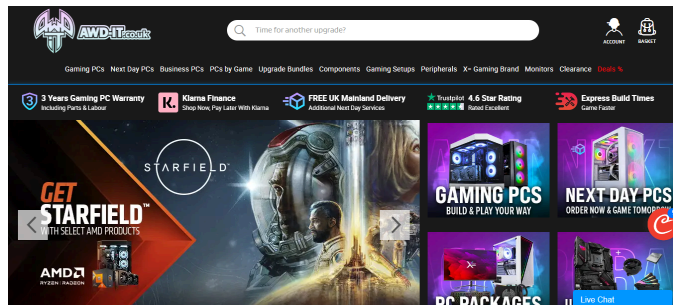 AWD-IT.co.uk
Time for another upgrade?
ACCOUNT
BASKET
Gaming PCs Next Day PCs Business PCs PCs by Game Upgrade Bundles Components Gaming Setups Peripherals X= Gaming Brand Monitors Clearance Deals %
3 Years Gaming PC Warranty
Including Parts & Labour
K.
Klarna Finance
Shop Now, Pay Later With Klarna
FREE UK Mainland Delivery
Additional Next Day Services
Trustpilot 4.6 Star Rating
Rated Excellent
Express Build Times
Game Faster
STARFIELD™
GET
STARFIELD™
WITH SELECT AMD PRODUCTS
AMD
RYZEN | RADEON
GAMING PCS
BUILD & PLAY YOUR WAY
NEXT DAY PCS
ORDER NOW & GAME TOMORROW
PC PACKAGES
Live Chat